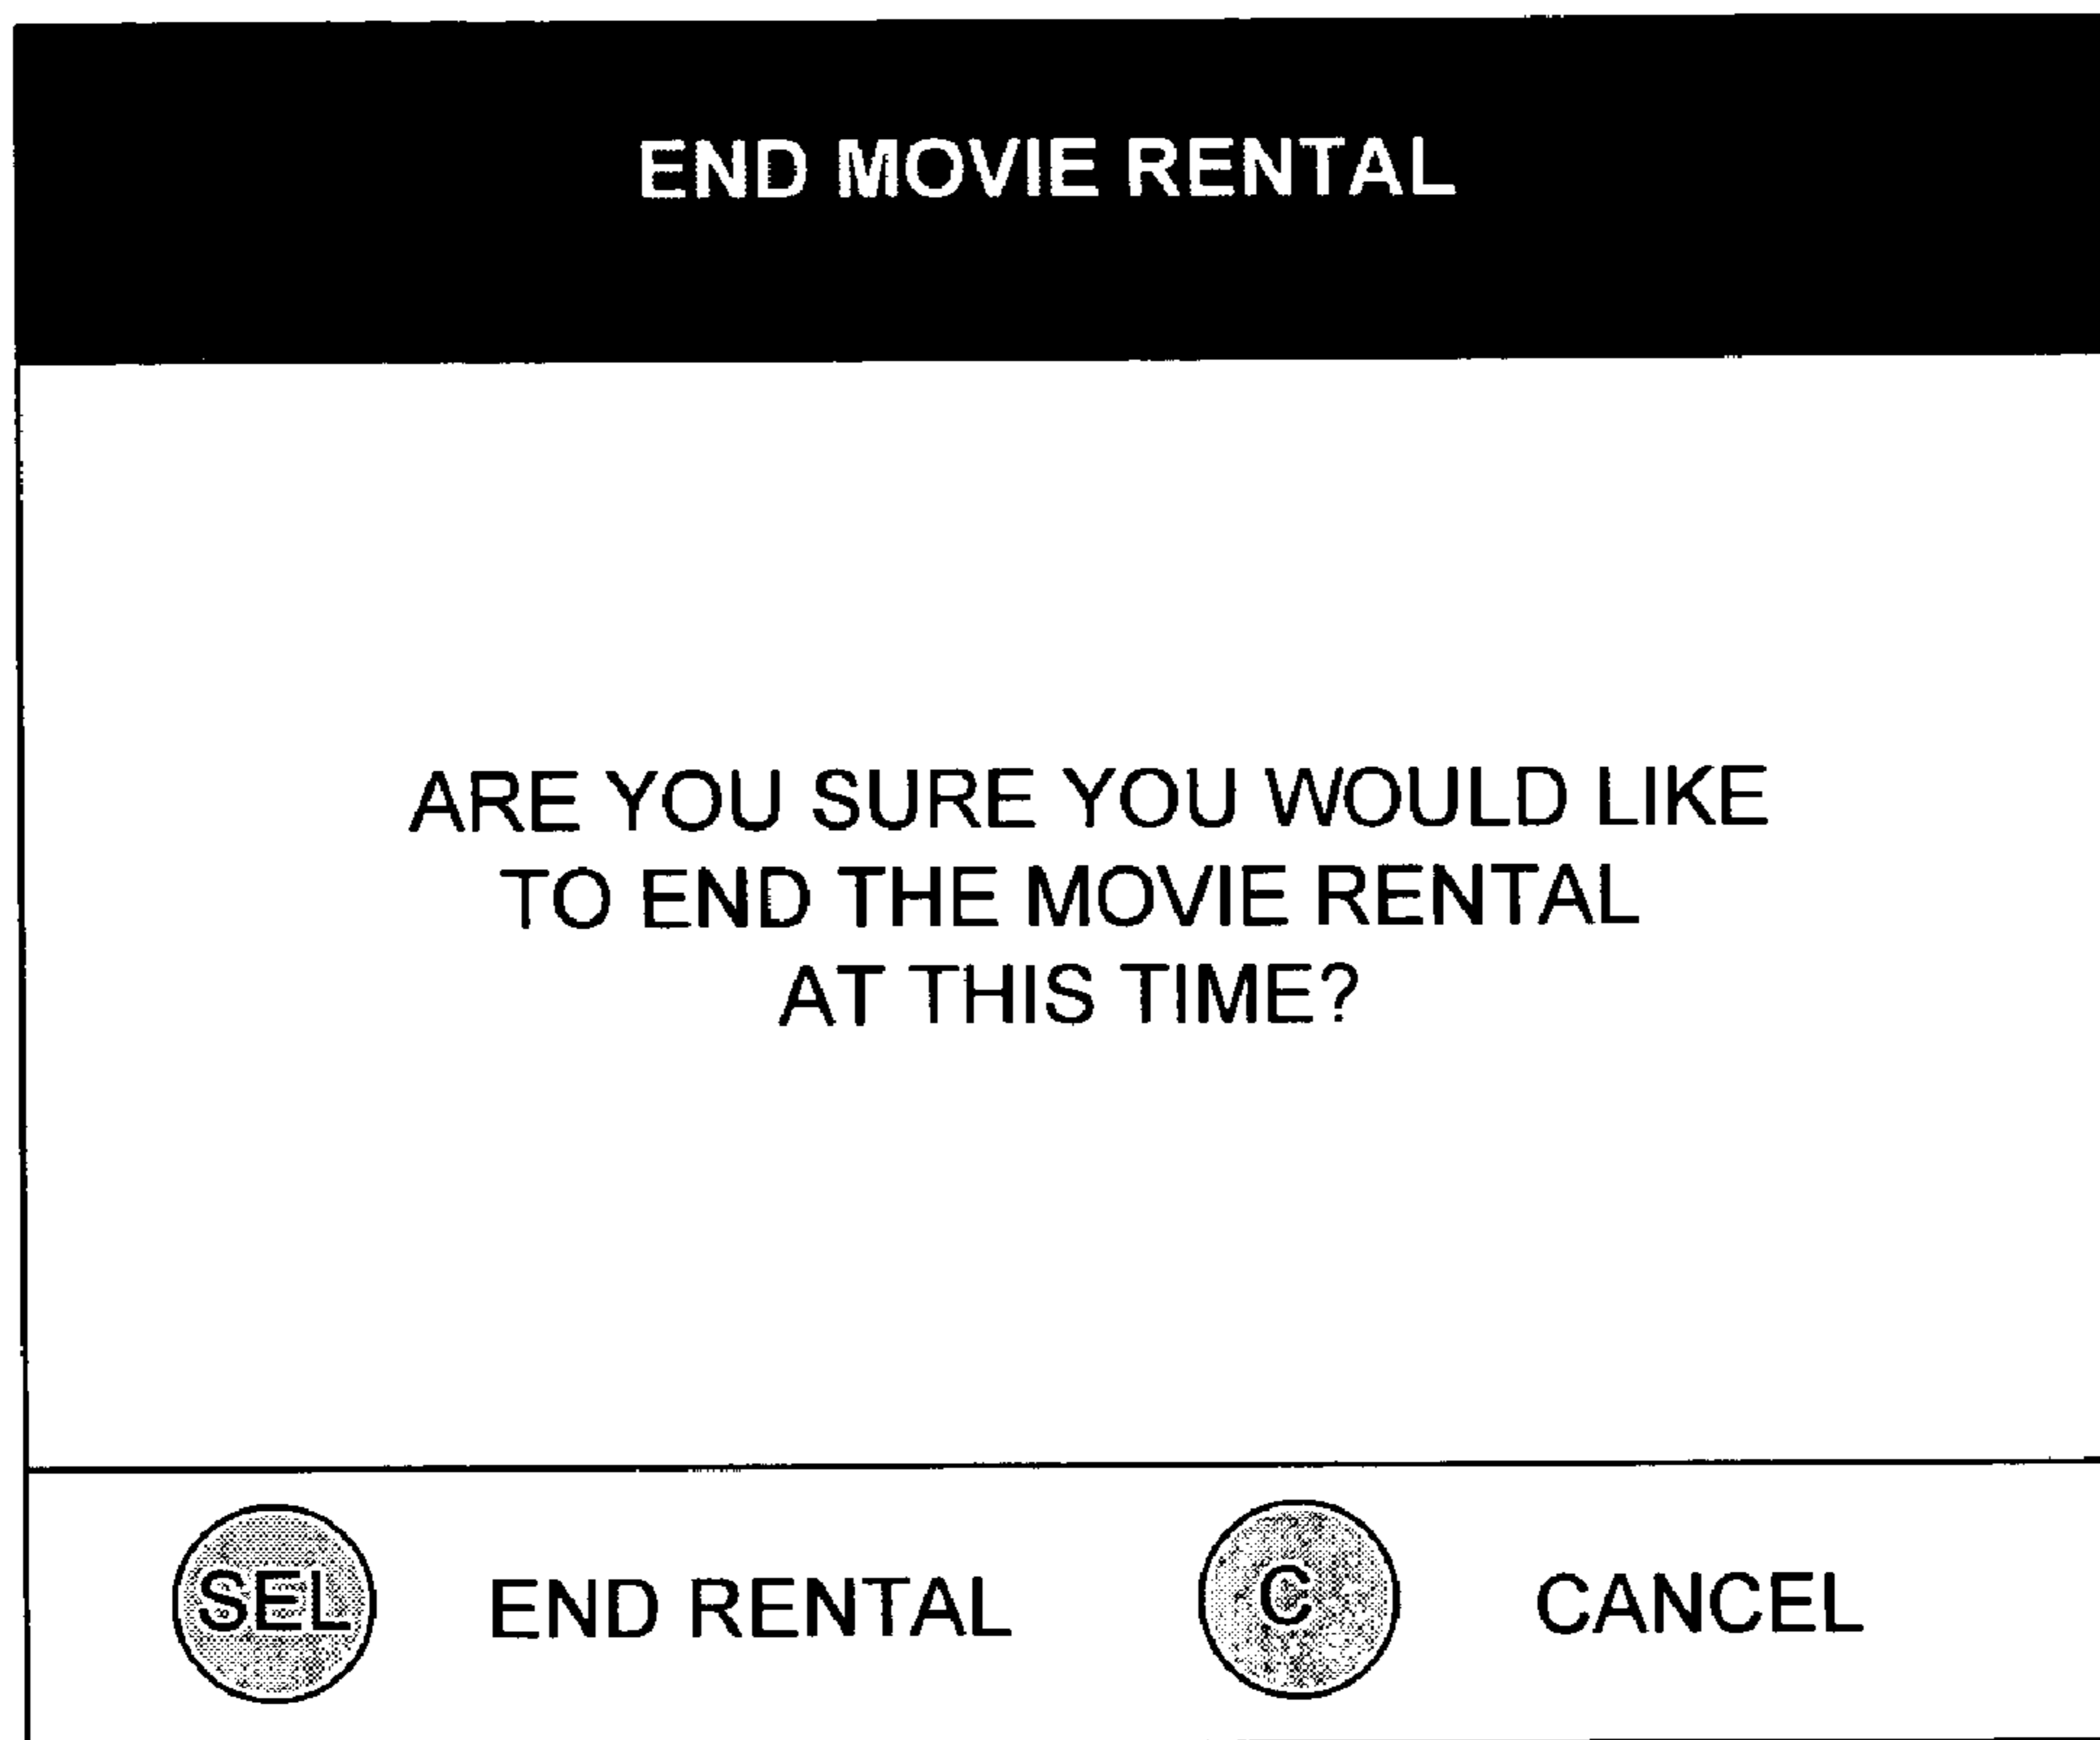 END MOVIE RENTAL
ARE YOU SURE YOU WOULD LIKE
TO END THE MOVIE RENTAL
AT THIS TIME?
SEL END RENTAL C CANCEL